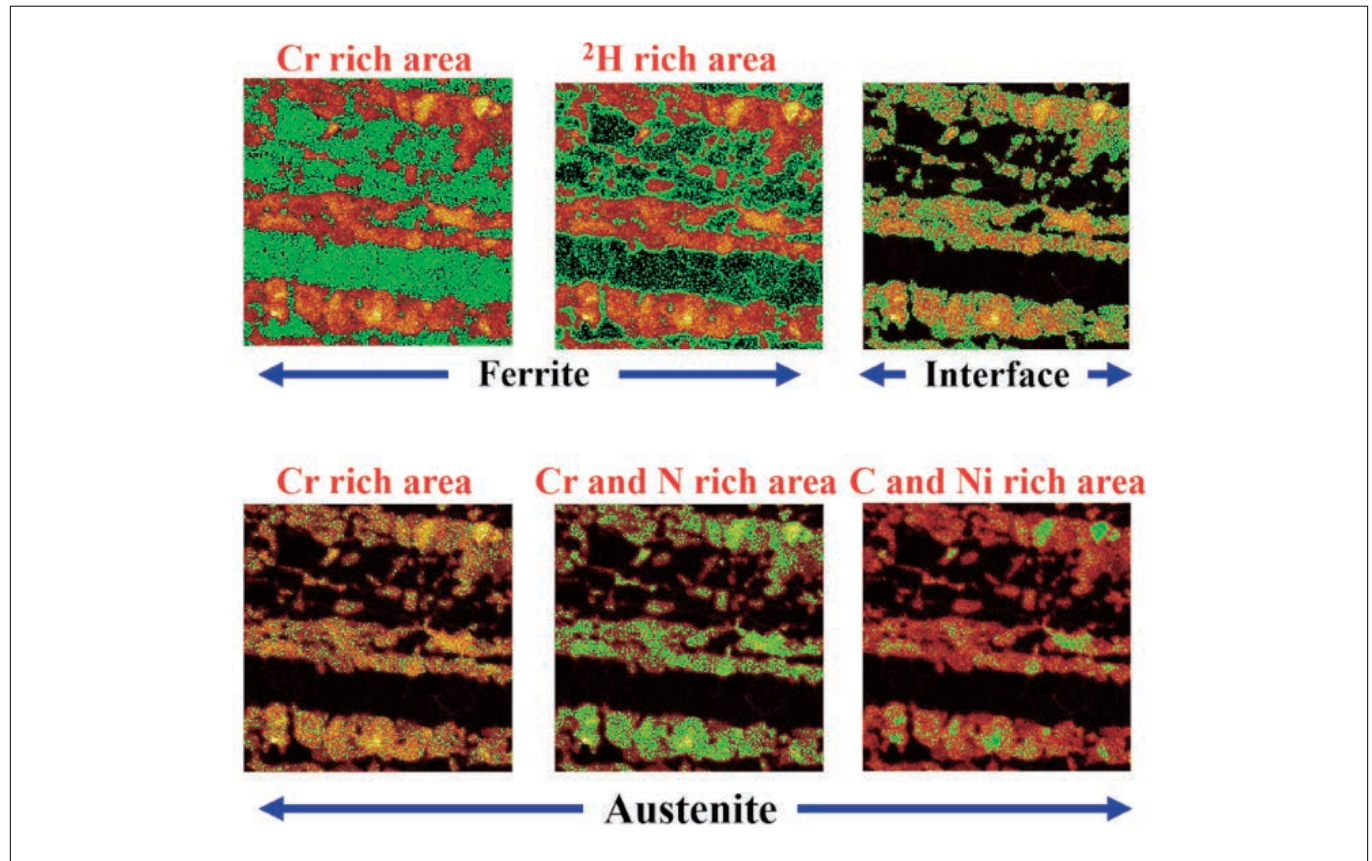 Cr rich area
²H rich area
Ferrite
Interface
Cr rich area
Cr and N rich area
C and Ni rich area
Austenite